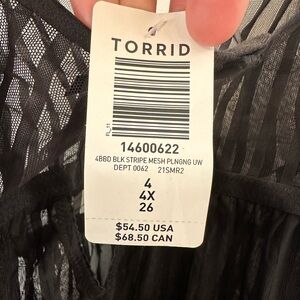 TORRID
14600622
4BBD BLK STRIPE MESH PLNGNG UW
DEPT 0062 21SMR2
4
4X
26
$54.50 USA
$68.50 CAN